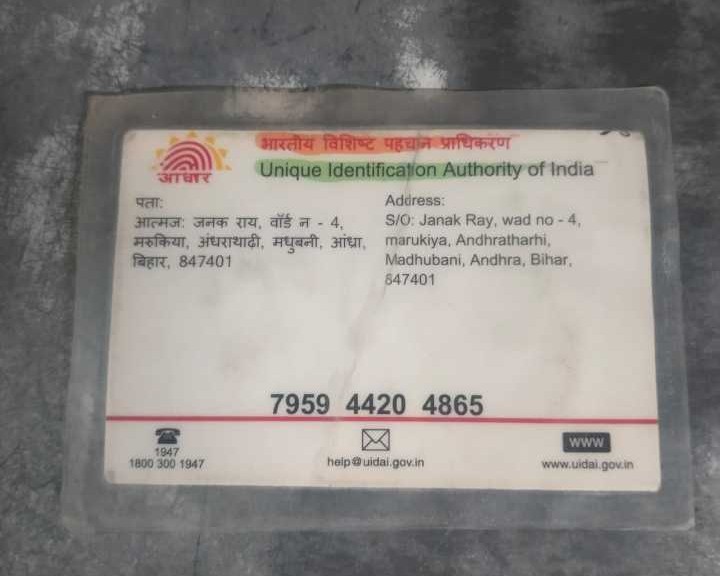 भारतीय विशिष्ट पहचान प्राधिकरण
Unique Identification Authority of India
आधार
पता:
आत्मज: जनक राय, वॉर्ड न - 4,
मरुकिया, अंधराथाढ़ी, मधुबनी, आंध्रा,
बिहार, 847401
Address:
S/O: Janak Ray, wad no - 4,
marukiya, Andhratharhi,
Madhubani, Andhra, Bihar,
847401
7959 4420 4865
1947
1800 300 1947
help@uidai.gov.in
www
www.uidai.gov.in